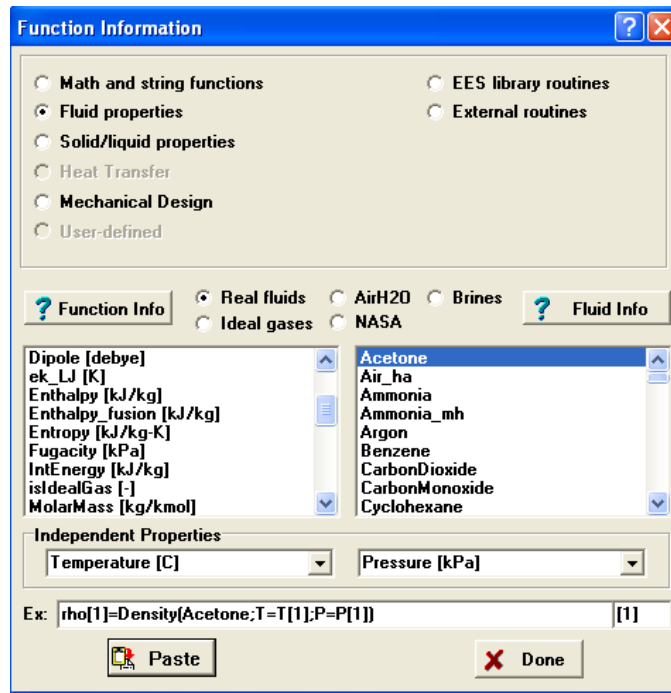 Function Information
Math and string functions
EES library routines
Fluid properties
External routines
Solid/liquid properties
Heat Transfer
Mechanical Design
User-defined
? Function Info
Real fluids
AirH2O
Brines
Ideal gases
NASA
? Fluid Info
Dipole [debye]
ek_LJ [K]
Enthalpy [kJ/kg]
Enthalpy_fusion [kJ/kg]
Entropy [kJ/kg-K]
Fugacity [kPa]
IntEnergy [kJ/kg]
isIdealGas [-]
MolarMass [kg/kmol]
Acetone
Air_ha
Ammonia
Ammonia_mh
Argon
Benzene
CarbonDioxide
CarbonMonoxide
Cyclohexane
Independent Properties
Temperature [C]
Pressure [kPa]
Ex: rho[1]=Density(Acetone;T=T[1];P=P[1]) [1]
Paste
Done